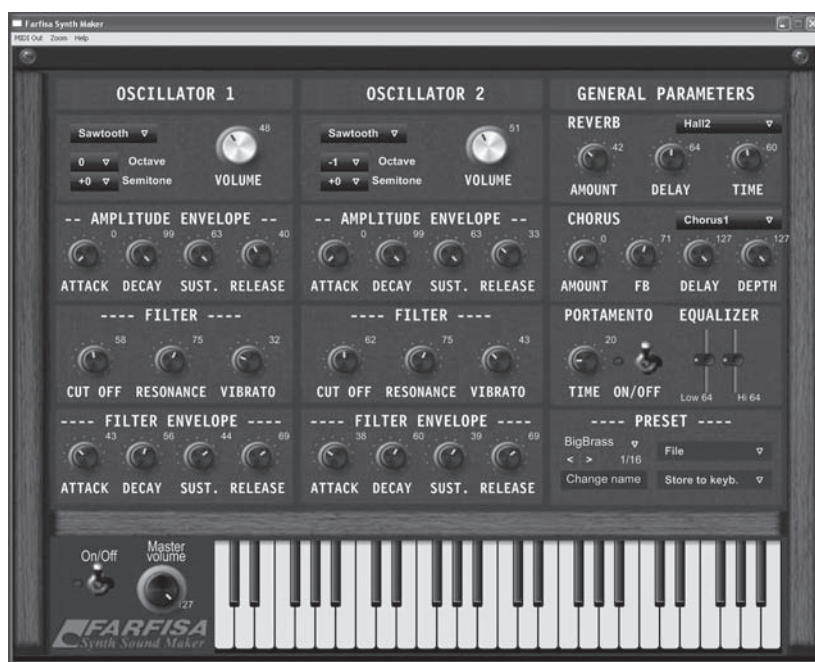 Farfisa Synth Maker
MIDI Out Zoom Help
OSCILLATOR 1
Sawtooth
48
0 Octave
+0 Semitone
VOLUME
-- AMPLITUDE ENVELOPE --
0 99 63 40
ATTACK DECAY SUST. RELEASE
---- FILTER ----
58 75 32
CUT OFF RESONANCE VIBRATO
---- FILTER ENVELOPE ----
43 56 44 69
ATTACK DECAY SUST. RELEASE
OSCILLATOR 2
Sawtooth
51
-1 Octave
+0 Semitone
VOLUME
-- AMPLITUDE ENVELOPE --
0 99 63 33
ATTACK DECAY SUST. RELEASE
---- FILTER ----
62 75 43
CUT OFF RESONANCE VIBRATO
---- FILTER ENVELOPE ----
38 60 39 69
ATTACK DECAY SUST. RELEASE
GENERAL PARAMETERS
REVERB Hall2
42 64 60
AMOUNT DELAY TIME
CHORUS Chorus1
0 71 127 127
AMOUNT FB DELAY DEPTH
PORTAMENTO EQUALIZER
20
TIME ON/OFF
Low 64 Hi 64
---- PRESET ----
BigBrass
File
< > 1/16
Change name
Store to keyb.
On/Off
Master
volume
127
FARFISA
Synth Sound Maker